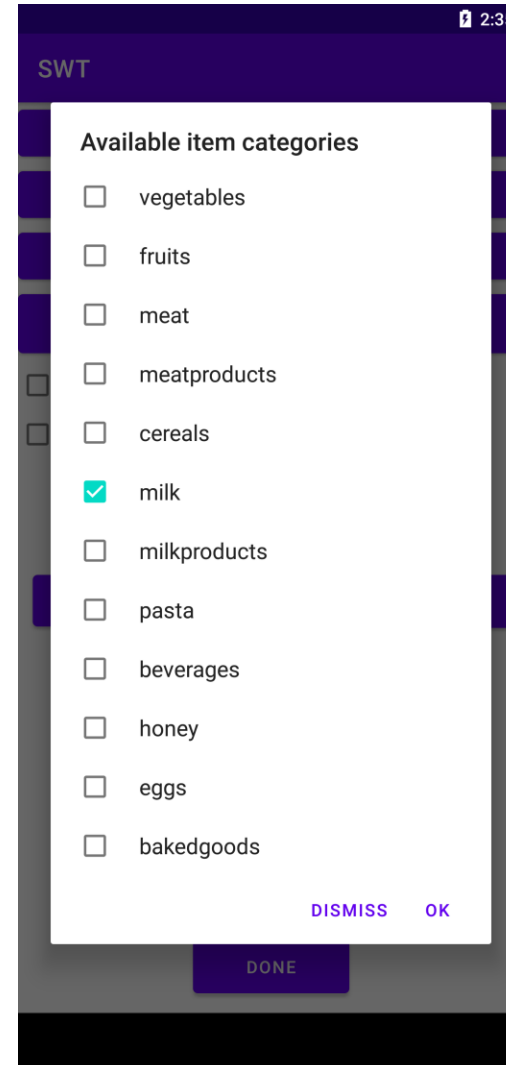 SWT
Available item categories
vegetables
fruits
meat
meatproducts
cereals
milk
milkproducts
pasta
beverages
honey
eggs
bakedgoods
DISMISS OK
DONE